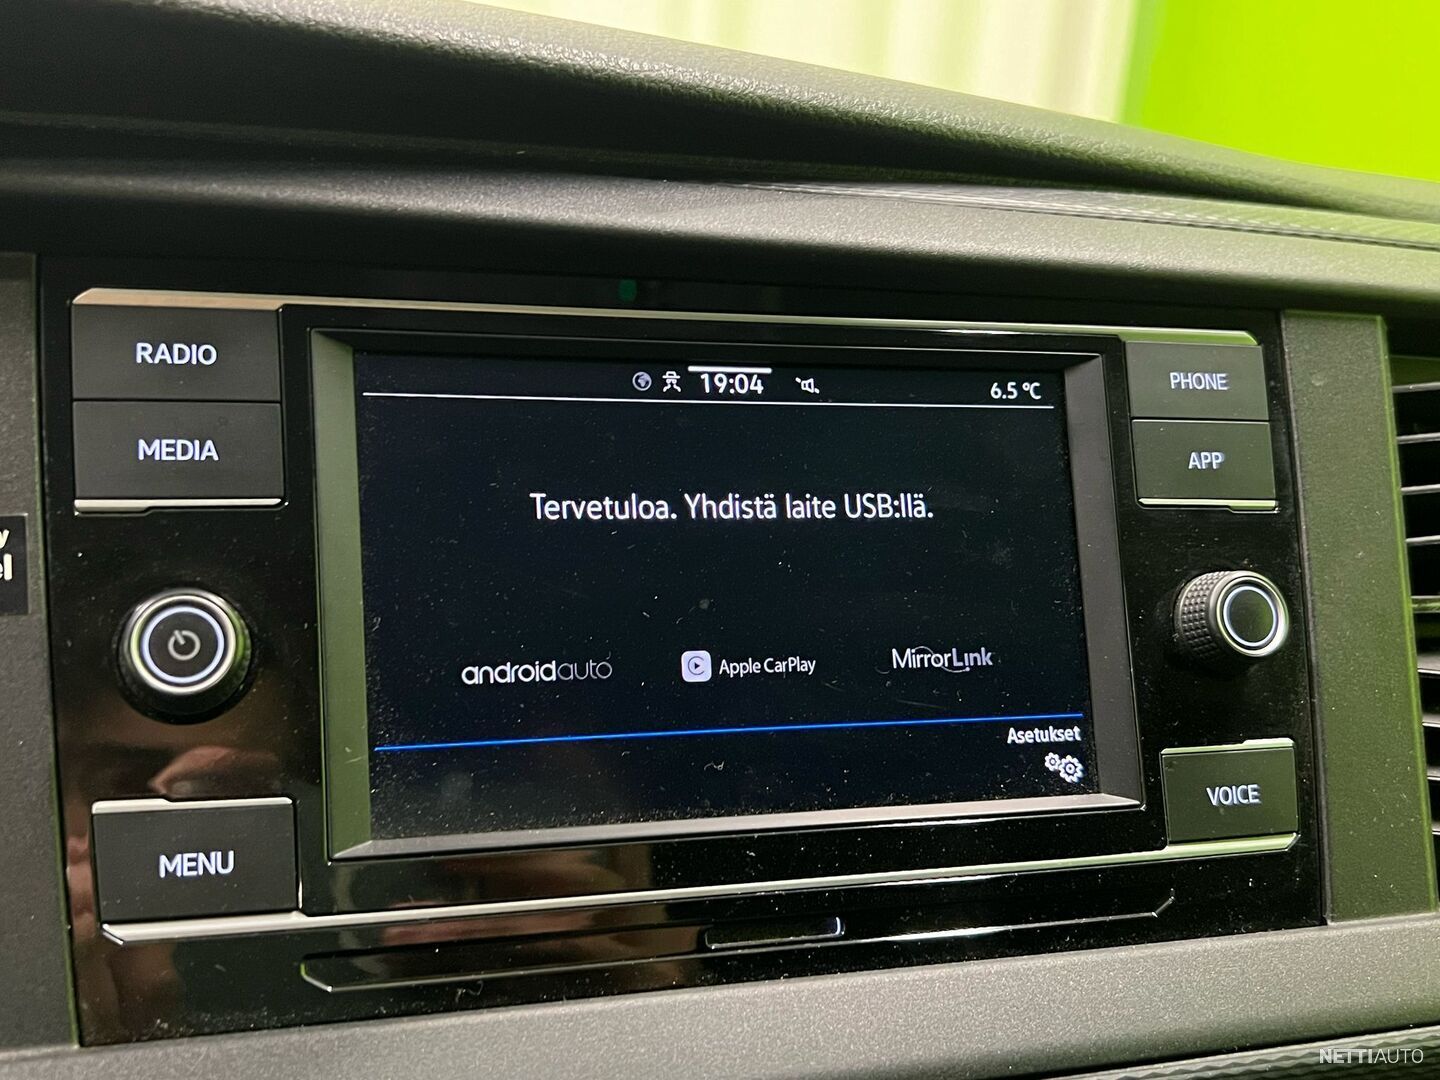 RADIO
MEDIA
MENU
19:04
6.5 °C
Tervetuloa. Yhdistä laite USB:llä.
androidauto
Apple CarPlay
MirrorLink
Asetukset
PHONE
APP
VOICE
NETTIAUTO